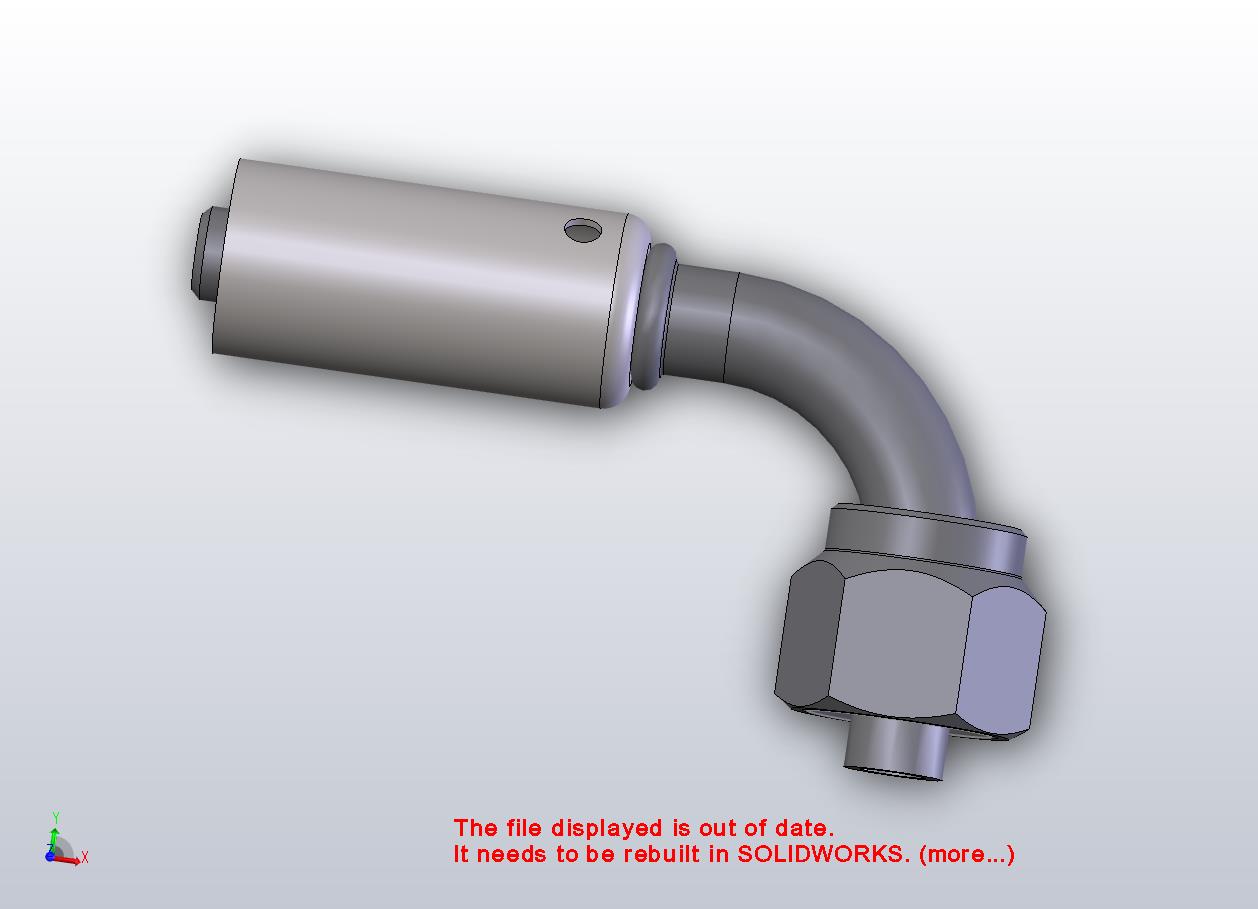 Y
Z
X
The file displayed is out of date.
It needs to be rebuilt in SOLIDWORKS. (more...)